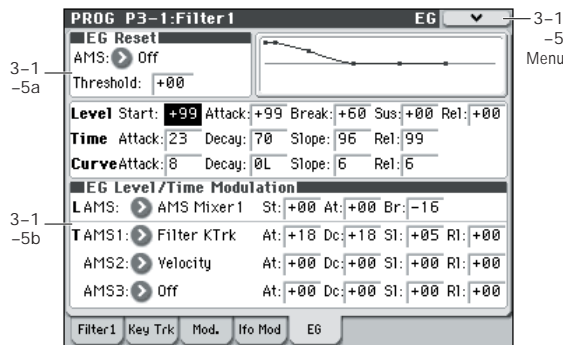 PROG P3-1:Filter1 EG
3-1
-5
Menu
EG Reset
AMS: Off
Threshold: +00
3-1
-5a
Level Start: +99 Attack: +99 Break: +60 Sus: +00 Rel: +00
Time Attack: 23 Decay: 70 Slope: 96 Rel: 99
Curve Attack: 8 Decay: 0L Slope: 6 Rel: 6
EG Level/Time Modulation
L AMS: AMS Mixer1 St: +00 At: +00 Br: -16
3-1
-5b
T AMS1: Filter KTrk At: +18 Dc: +18 Sl: +05 Rl: +00
AMS2: Velocity At: +00 Dc: +00 Sl: +00 Rl: +00
AMS3: Off At: +00 Dc: +00 Sl: +00 Rl: +00
Filter1 Key Trk Mod. lfo Mod EG